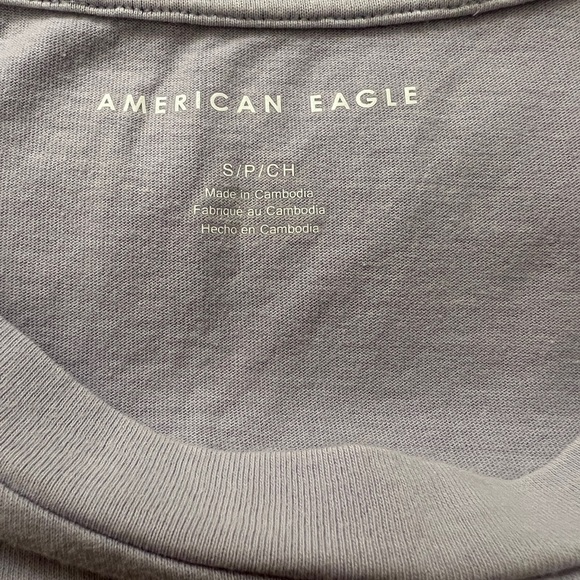 AMERICAN EAGLE
S/P/CH
Made in Cambodia
Fabrique au Cambodia
Hecho en Cambodia